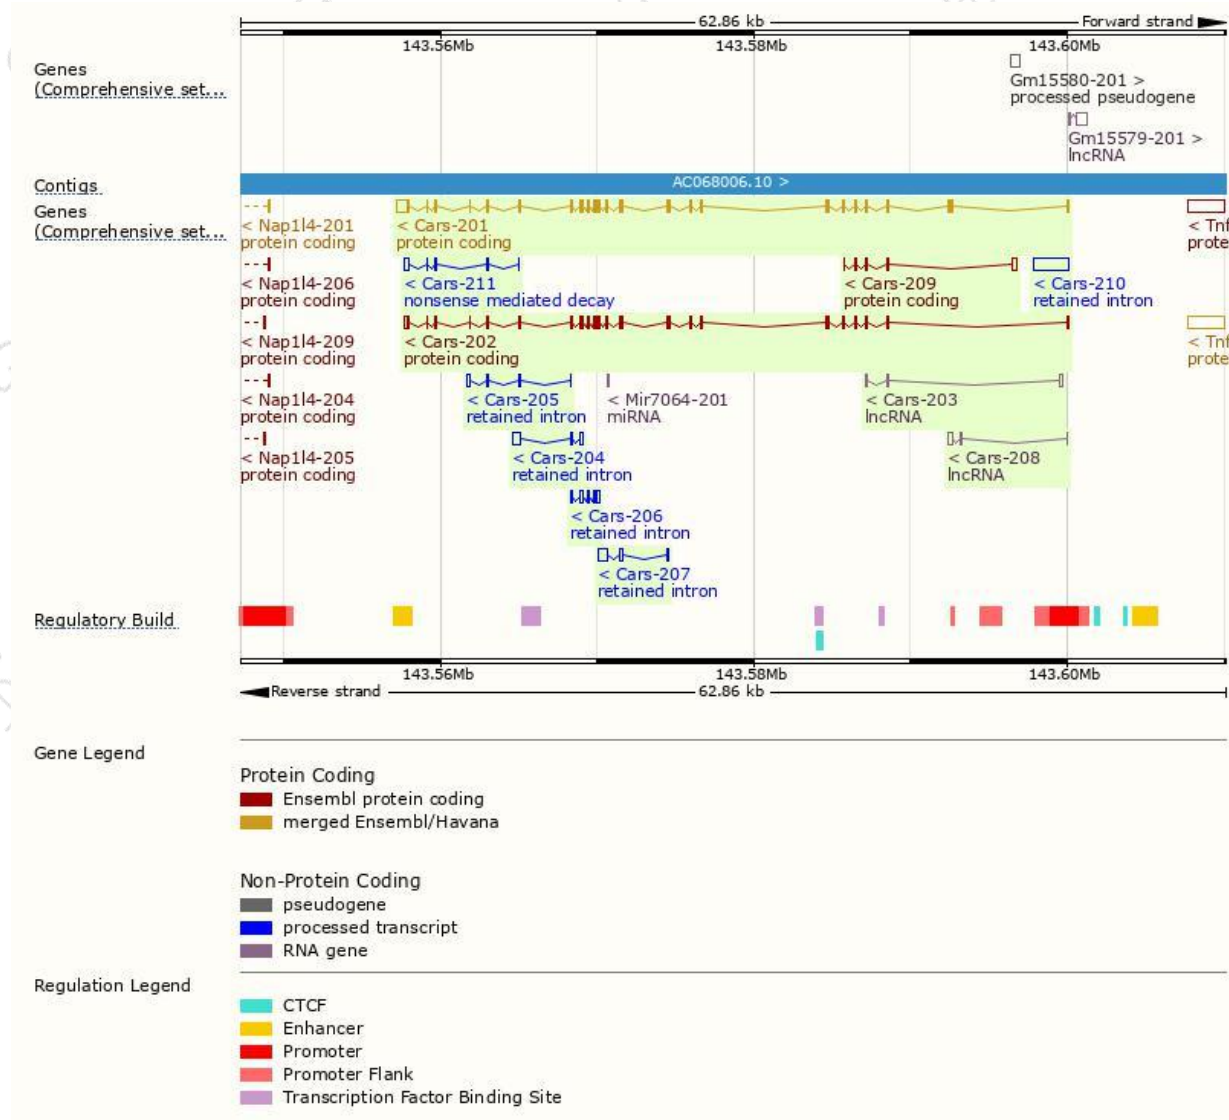 62.86 kb Forward strand
143.56Mb 143.58Mb 143.60Mb
Genes
(Comprehensive set...
Gm15580-201 >
processed pseudogene
Gm15579-201 >
lncRNA
Contigs AC068006.10 >
Genes
(Comprehensive set...
< Nap1l4-201 < Cars-201 < Tnf
protein coding protein coding prote
< Nap1l4-206 < Cars-211 < Cars-209 < Cars-210
protein coding nonsense mediated decay protein coding retained intron
< Nap1l4-209 < Cars-202 < Tnf
protein coding protein coding prote
< Nap1l4-204 < Cars-205 < Mir7064-201 < Cars-203
protein coding retained intron miRNA lncRNA
< Nap1l4-205 < Cars-204 < Cars-208
protein coding retained intron lncRNA
< Cars-206
retained intron
< Cars-207
retained intron
Regulatory Build
143.56Mb 143.58Mb 143.60Mb
Reverse strand 62.86 kb
Gene Legend
Protein Coding
Ensembl protein coding
merged Ensembl/Havana
Non-Protein Coding
pseudogene
processed transcript
RNA gene
Regulation Legend
CTCF
Enhancer
Promoter
Promoter Flank
Transcription Factor Binding Site